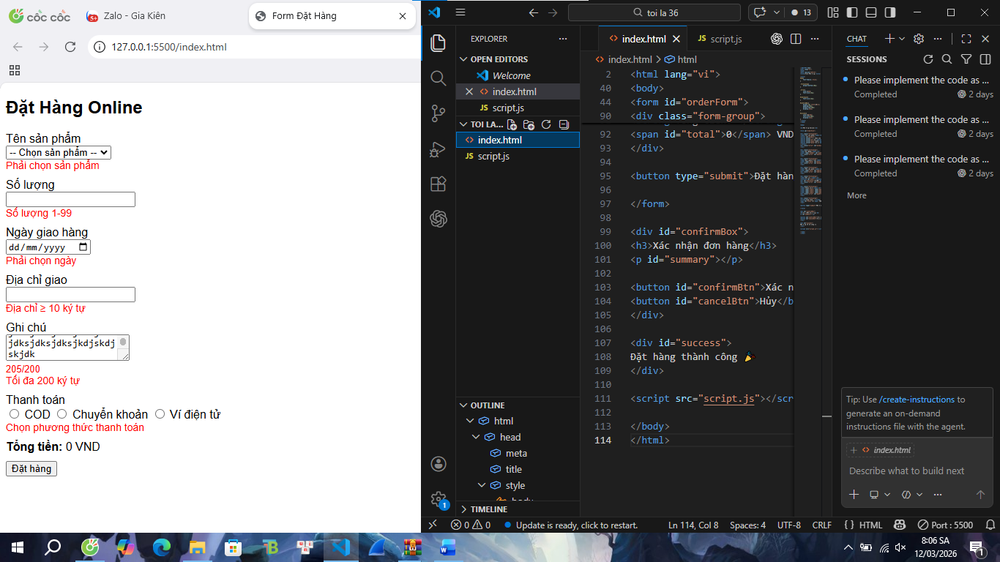 cốc cốc
5+
Zalo - Gia Kiên
Form Đặt Hàng
127.0.0.1:5500/index.html
Đặt Hàng Online
Tên sản phẩm
-- Chọn sản phẩm --
Phải chọn sản phẩm
Số lượng
Số lượng 1-99
Ngày giao hàng
dd/mm/yyyy
Phải chọn ngày
Địa chỉ giao
Địa chỉ ≥ 10 ký tự
Ghi chú
jdksjdksjdksjkdjskdj
skjdk
205/200
Tối đa 200 ký tự
Thanh toán
COD Chuyển khoản Ví điện tử
Chọn phương thức thanh toán
Tổng tiền: 0 VND
Đặt hàng
toi la 36
13
EXPLORER
OPEN EDITORS
Welcome
index.html
JS script.js
TOI LA...
index.html
JS script.js
OUTLINE
html
head
meta
title
style
TIMELINE
index.html
JS script.js
index.html > html
2 <html lang="vi">
40 <body>
44 <form id="orderForm">
90 <div class="form-group">
92 <span id="total">0</span> VND
93 </div>
94
95 <button type="submit">Đặt hàn
96
97 </form>
98
99 <div id="confirmBox">
100 <h3>Xác nhận đơn hàng</h3>
101 <p id="summary"></p>
102
103 <button id="confirmBtn">Xác n
104 <button id="cancelBtn">Hủy</b
105 </div>
106
107 <div id="success">
108 Đặt hàng thành công 🎉
109 </div>
110
111 <script src="script.js"></scr
112
113 </body>
114 </html>
CHAT
SESSIONS
Please implement the code as ...
Completed 2 days
Please implement the code as ...
Completed 2 days
Please implement the code as ...
Completed 2 days
More
Tip: Use /create-instructions to
generate an on-demand
instructions file with the agent.
index.html
Describe what to build next
1
0 0 Update is ready, click to restart. Ln 114, Col 8 Spaces: 4 UTF-8 CRLF {} HTML Port : 5500
8:06 SA
12/03/2026
1